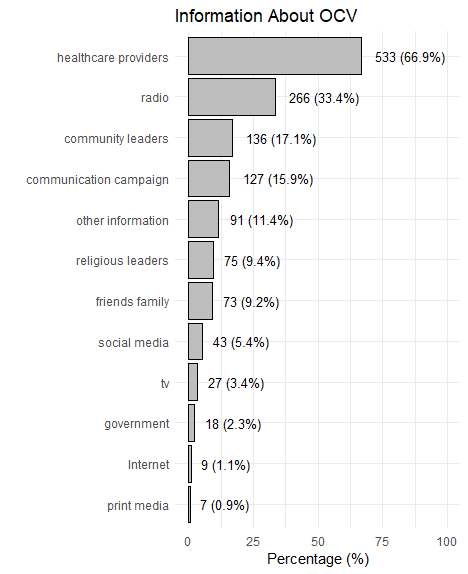 Information About OCV
healthcare providers 533 (66.9%)
radio 266 (33.4%)
community leaders 136 (17.1%)
communication campaign 127 (15.9%)
other information 91 (11.4%)
religious leaders 75 (9.4%)
friends family 73 (9.2%)
social media 43 (5.4%)
tv 27 (3.4%)
government 18 (2.3%)
Internet 9 (1.1%)
print media 7 (0.9%)
0 25 50 75 100
Percentage (%)